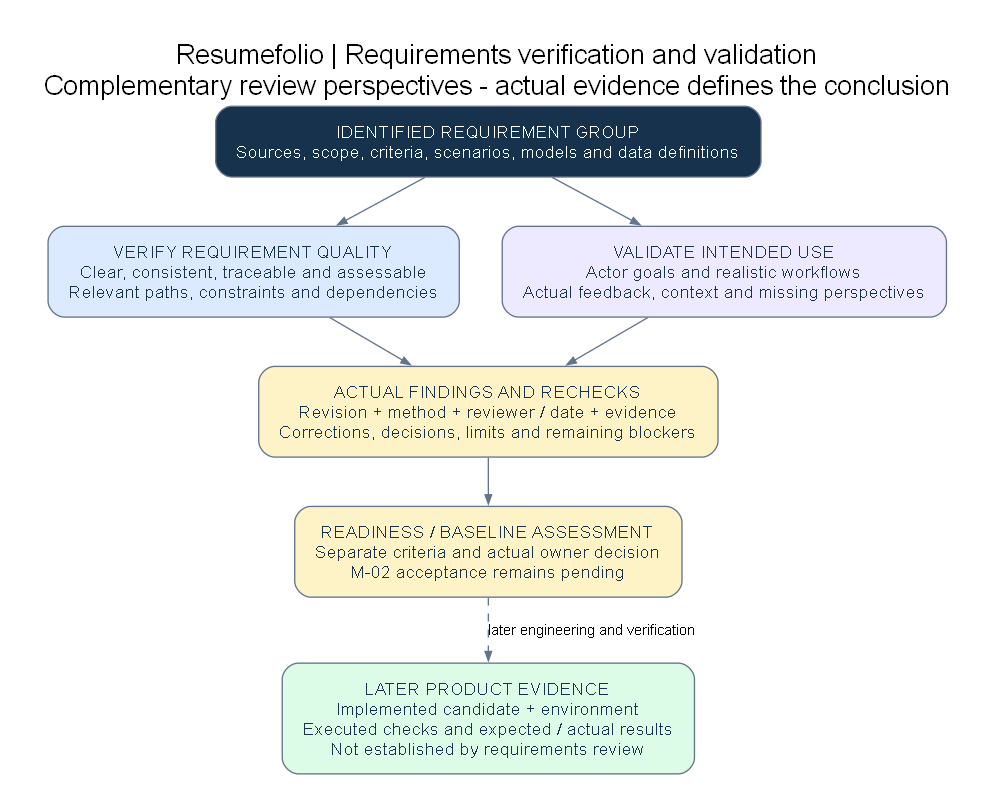 Resumefolio | Requirements verification and validation
Complementary review perspectives - actual evidence defines the conclusion
IDENTIFIED REQUIREMENT GROUP
Sources, scope, criteria, scenarios, models and data definitions
VERIFY REQUIREMENT QUALITY
Clear, consistent, traceable and assessable
Relevant paths, constraints and dependencies
VALIDATE INTENDED USE
Actor goals and realistic workflows
Actual feedback, context and missing perspectives
ACTUAL FINDINGS AND RECHECKS
Revision + method + reviewer / date + evidence
Corrections, decisions, limits and remaining blockers
READINESS / BASELINE ASSESSMENT
Separate criteria and actual owner decision
M-02 acceptance remains pending
later engineering and verification
LATER PRODUCT EVIDENCE
Implemented candidate + environment
Executed checks and expected / actual results
Not established by requirements review